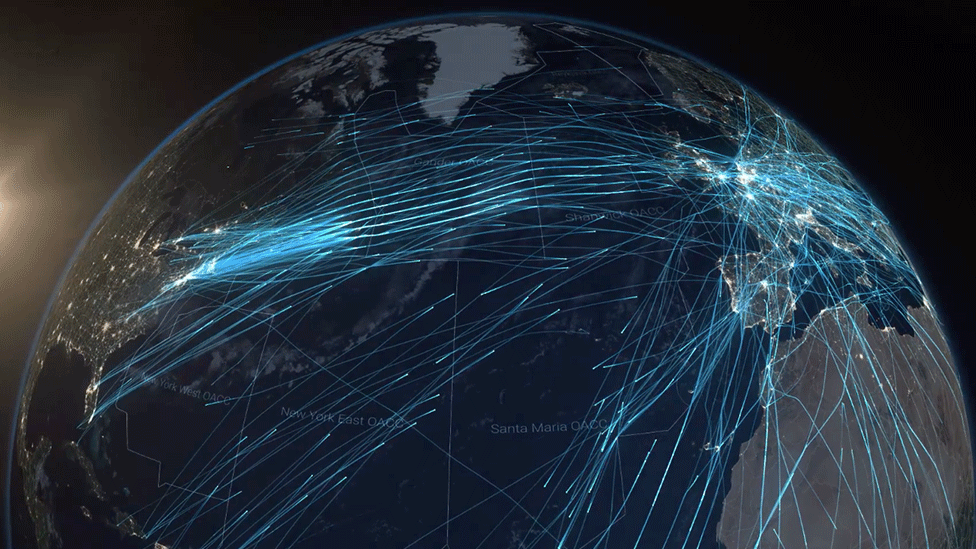 Gander OACC
Shanwick OACC
New York West OACC
New York East OACC
Santa Maria OACC